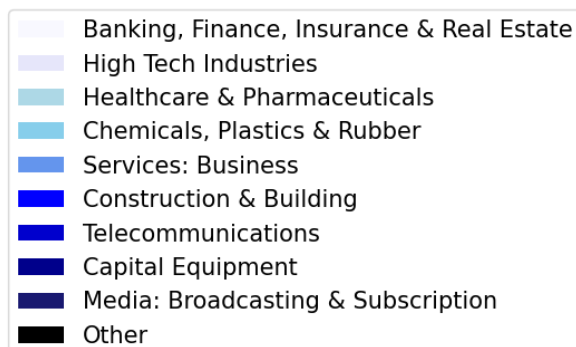 Banking, Finance, Insurance & Real Estate
High Tech Industries
Healthcare & Pharmaceuticals
Chemicals, Plastics & Rubber
Services: Business
Construction & Building
Telecommunications
Capital Equipment
Media: Broadcasting & Subscription
Other